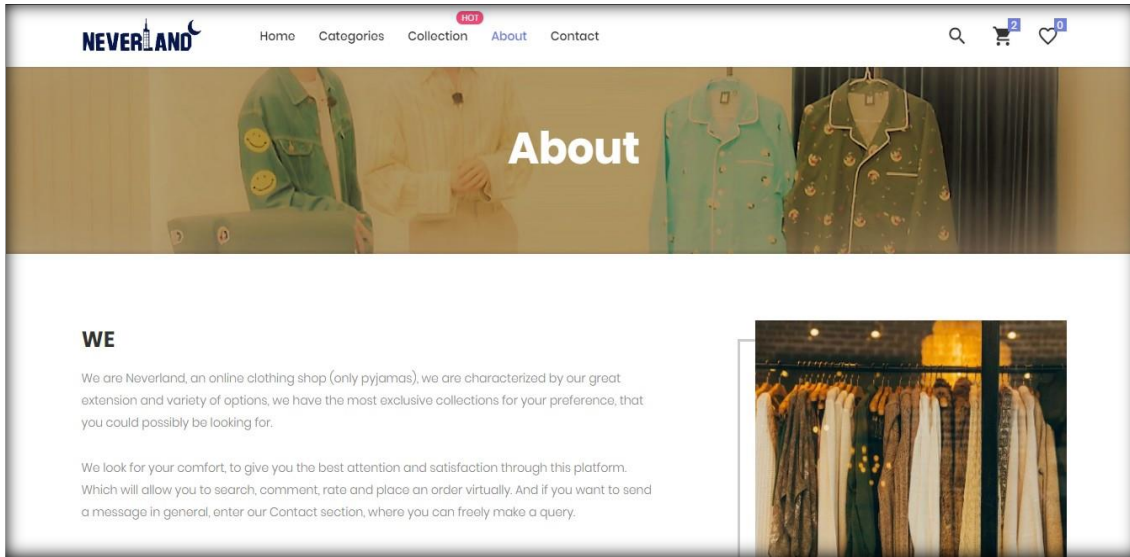 NEVERLAND
Home Categories Collection HOT About Contact
2 0
About
WE
We are Neverland, an online clothing shop (only pyjamas), we are characterized by our great
extension and variety of options, we have the most exclusive collections for your preference, that
you could possibly be looking for.
We look for your comfort, to give you the best attention and satisfaction through this platform.
Which will allow you to search, comment, rate and place an order virtually. And if you want to send
a message in general, enter our Contact section, where you can freely make a query.